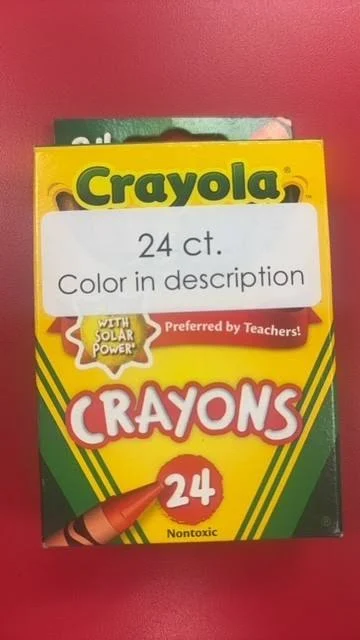 Crayola
24 ct.
Color in description
WITH
SOLAR
POWER*
Preferred by Teachers!
CRAYONS
24
Nontoxic